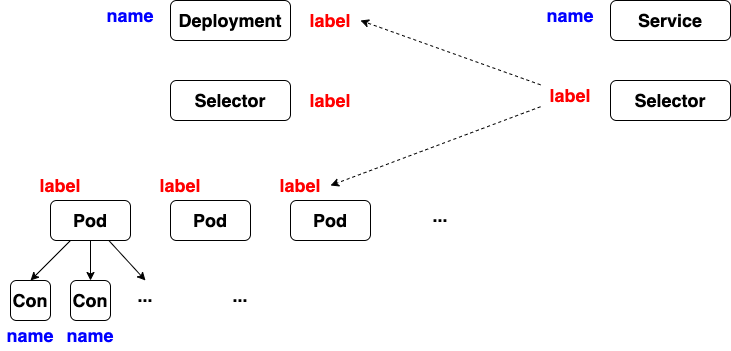 name Deployment label name Service
Selector label label Selector
label label label
Pod Pod Pod ...
Con Con ... ...
name name